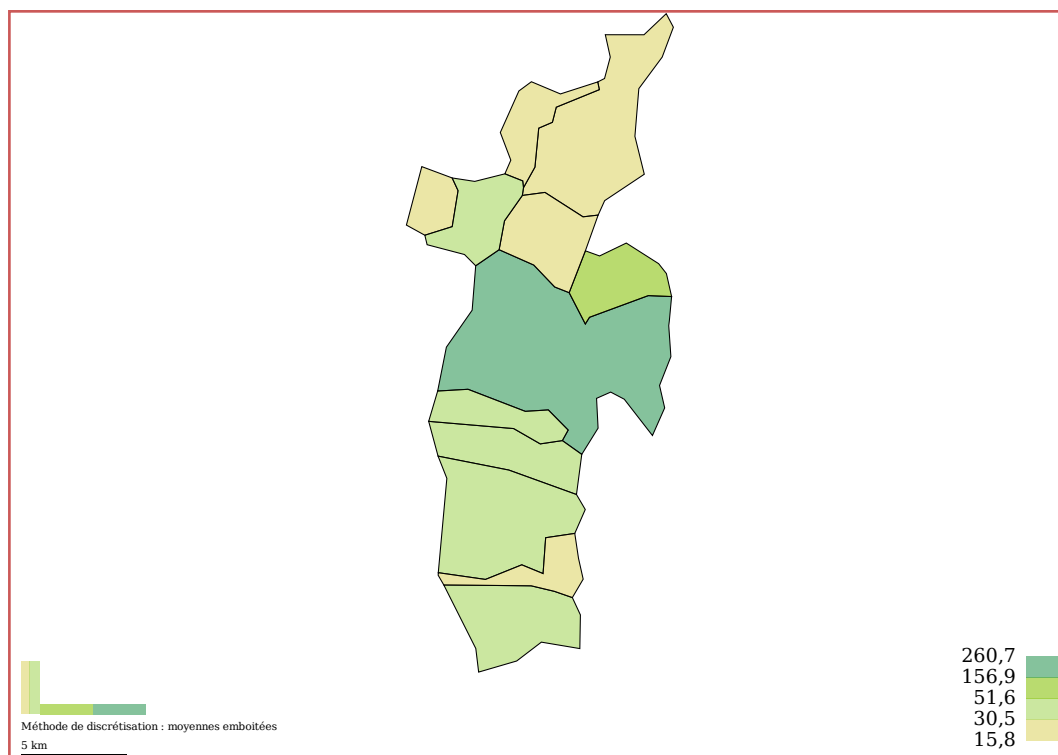 260,7
156,9
51,6
30,5
15,8
Méthode de discrétisation : moyennes emboitées
5 km